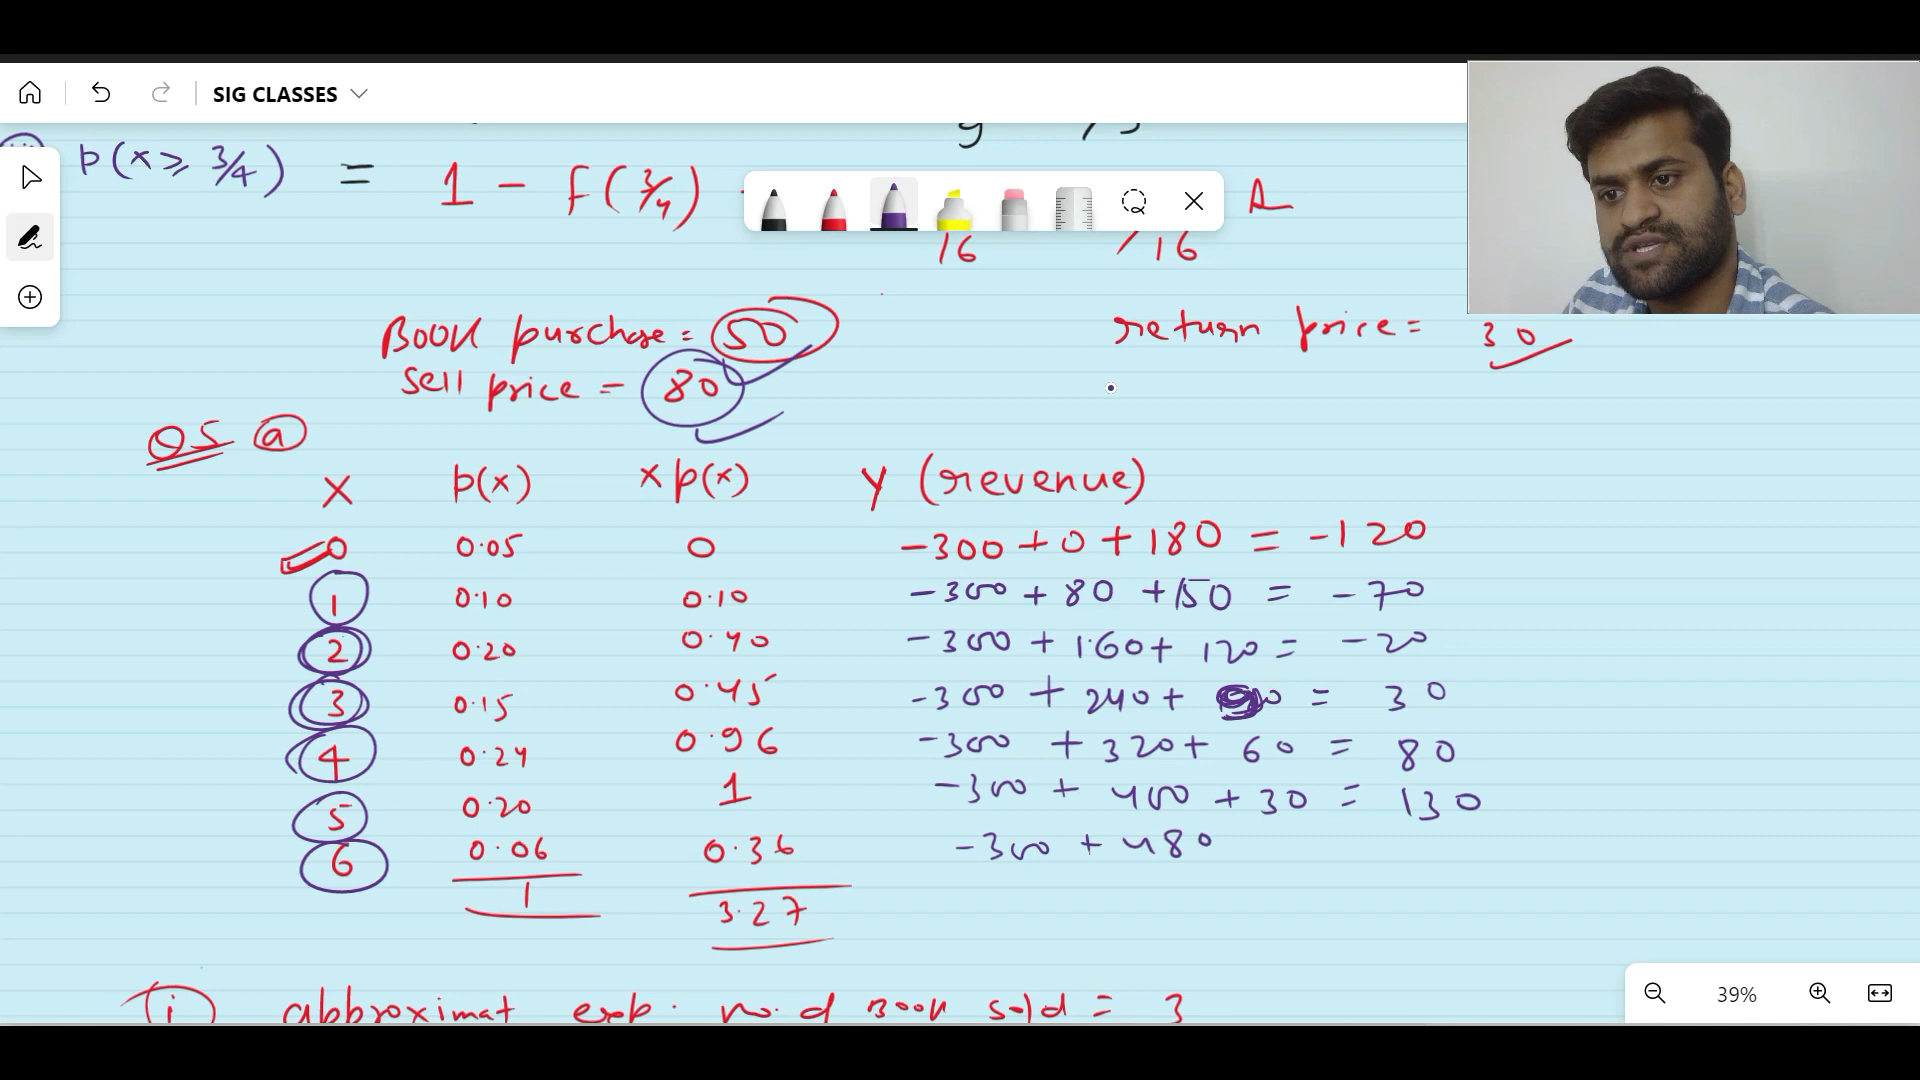 SIG CLASSES
p(x ≥ 3/4) = 1 - F(3/4)
16 /16
Book purchase = 50
return price = 30
Sell price = 80
Q5 a
X p(x) x p(x) Y (revenue)
0 0.05 0 -300 + 0 + 180 = -120
1 0.10 0.10 -300 + 80 + 150 = -70
2 0.20 0.40 -300 + 160 + 120 = -20
3 0.15 0.45 -300 + 240 + 90 = 30
4 0.24 0.96 -300 + 320 + 60 = 80
5 0.20 1 -300 + 400 + 30 = 130
6 0.06 0.36 -300 + 480
1 3.27
i approximat exp. no. of Book sold = 3
39%